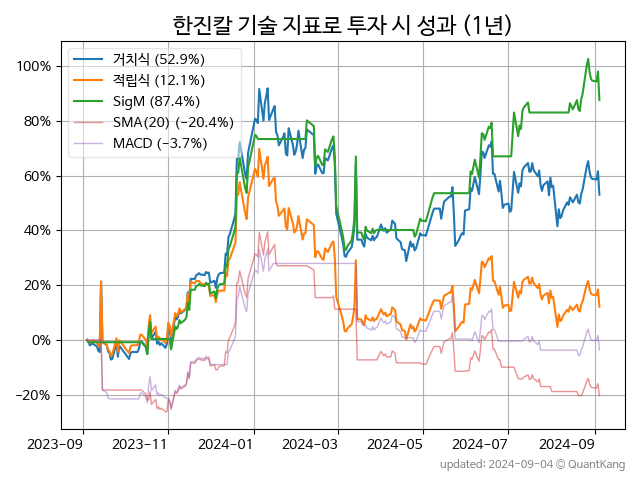 한진칼 기술 지표로 투자 시 성과 (1년)
거치식 (52.9%)
적립식 (12.1%)
SigM (87.4%)
SMA(20) (−20.4%)
MACD (−3.7%)
100%
80%
60%
40%
20%
0%
−20%
2023-09
2023-11
2024-01
2024-03
2024-05
2024-07
2024-09
updated: 2024-09-04 @ QuantKang